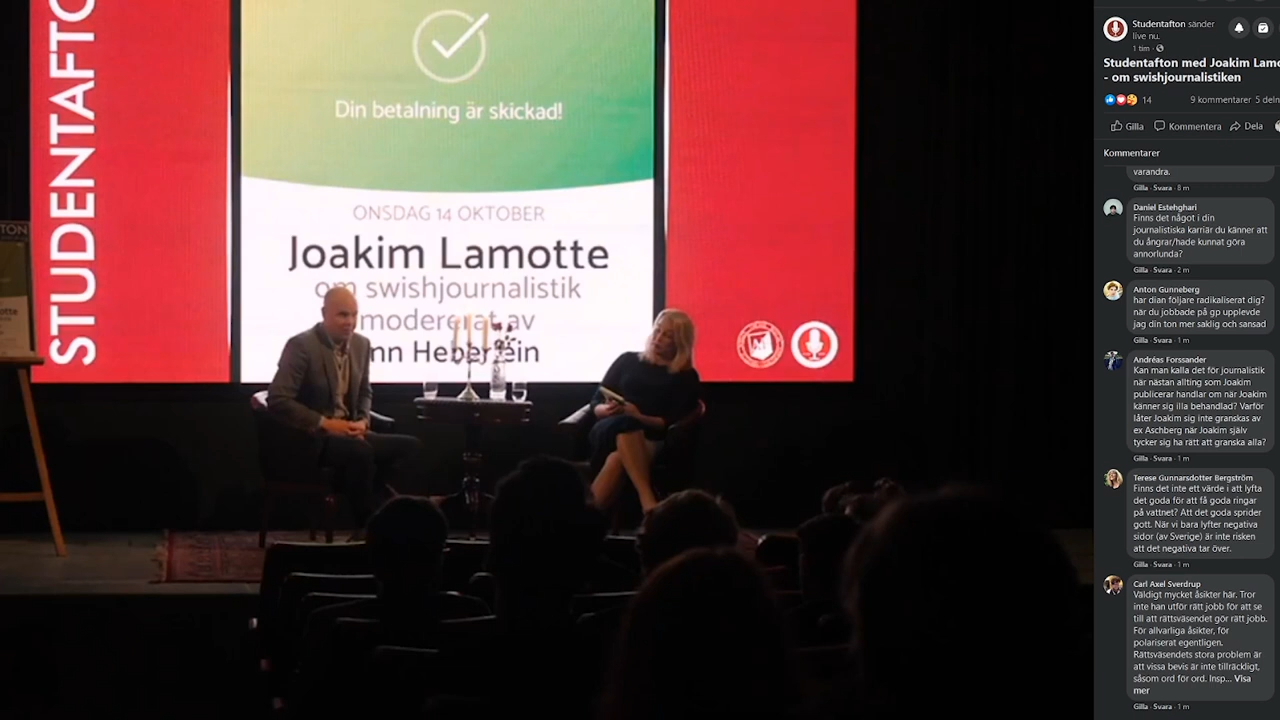 STUDENTAFTO
Din betalning är skickad!
ONSDAG 14 OKTOBER
Joakim Lamotte
om swishjournalistik
modererat av
nn Heberlein
Studentafton sänder
live nu.
1 tim
Studentafton med Joakim Lamo
- om swishjournalistiken
14
9 kommentarer 5 deln
Gilla Kommentera Dela
Kommentarer
varandra.
Gilla · Svara · 8 m
Daniel Estehghari
Finns det något i din
journalistiska karriär du känner att
du ångrar/hade kunnat göra
annorlunda?
Gilla · Svara · 2 m
Anton Gunneberg
har dian följare radikaliserat dig?
när du jobbade på gp upplevde
jag din ton mer saklig och sansad
Gilla · Svara · 1 m
Andréas Forssander
Kan man kalla det för journalistik
när nästan allting som Joakim
publicerar handlar om när Joakim
känner sig illa behandlad? Varför
låter Joakim sig inte granskas av
ex Aschberg när Joakim själv
tycker sig ha rätt att granska alla?
Gilla · Svara · 1 m
Terese Gunnarsdotter Bergström
Finns det inte ett värde i att lyfta
det goda för att få goda ringar
på vattnet? Att det goda sprider
gott. När vi bara lyfter negativa
sidor (av Sverige) är inte risken
att det negativa tar över.
Gilla · Svara · 1 m
Carl Axel Sverdrup
Väldigt mycket åsikter här. Tror
inte han utför rätt jobb för att se
till att rättsväsendet gör rätt jobb.
För allvarliga åsikter, för
polariserat egentligen.
Rättsväsendets stora problem är
att vissa bevis är inte tillräckligt,
såsom ord för ord. Insp... Visa
mer
Gilla · Svara · 1 m